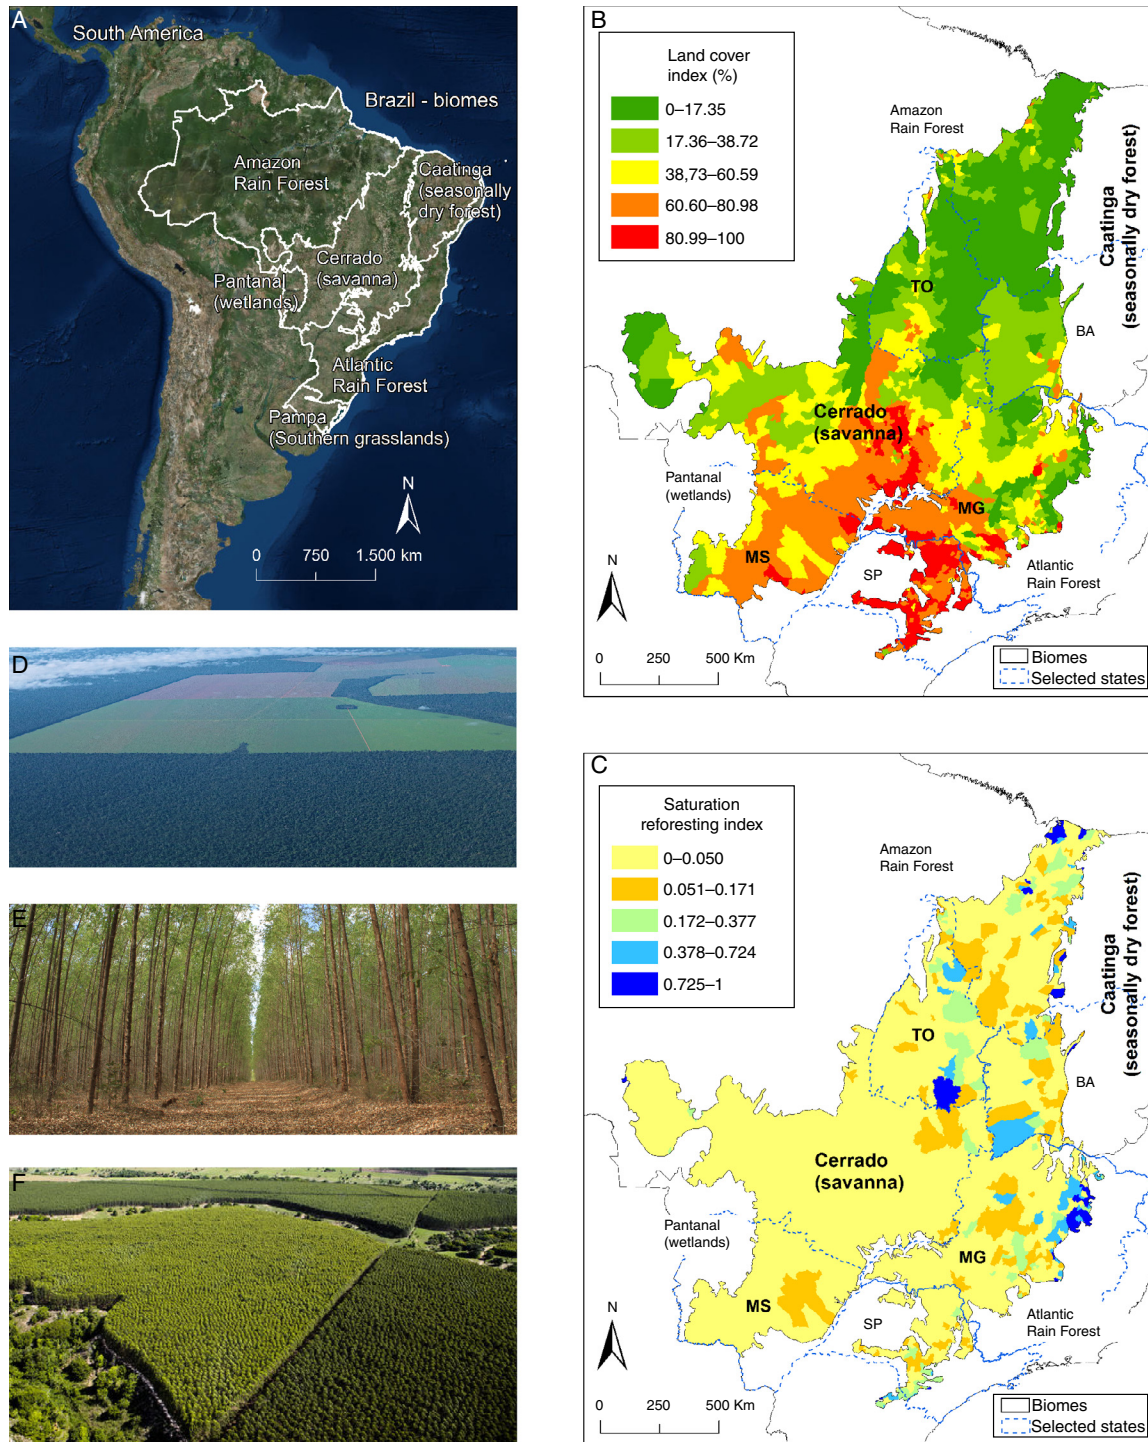 A
South America
Brazil - biomes
Amazon
Rain Forest
Caatinga
(seasonally
dry forest)
Cerrado
(savanna)
Pantanal
(wetlands)
Atlantic
Rain Forest
Pampa
(Southern grasslands)
N
0 750 1.500 km
B
Land cover
index (%)
0–17.35
17.36–38.72
38,73–60.59
60.60–80.98
80.99–100
Amazon
Rain Forest
Caatinga
(seasonally dry forest)
TO
BA
Cerrado
(savanna)
Pantanal
(wetlands)
MG
MS
SP
Atlantic
Rain Forest
N
0 250 500 Km
Biomes
Selected states
C
Saturation
reforesting index
0–0.050
0.051–0.171
0.172–0.377
0.378–0.724
0.725–1
Amazon
Rain Forest
Caatinga
(seasonally dry forest)
TO
BA
Cerrado
(savanna)
Pantanal
(wetlands)
MG
MS
SP
Atlantic
Rain Forest
N
0 250 500 Km
Biomes
Selected states
D
E
F